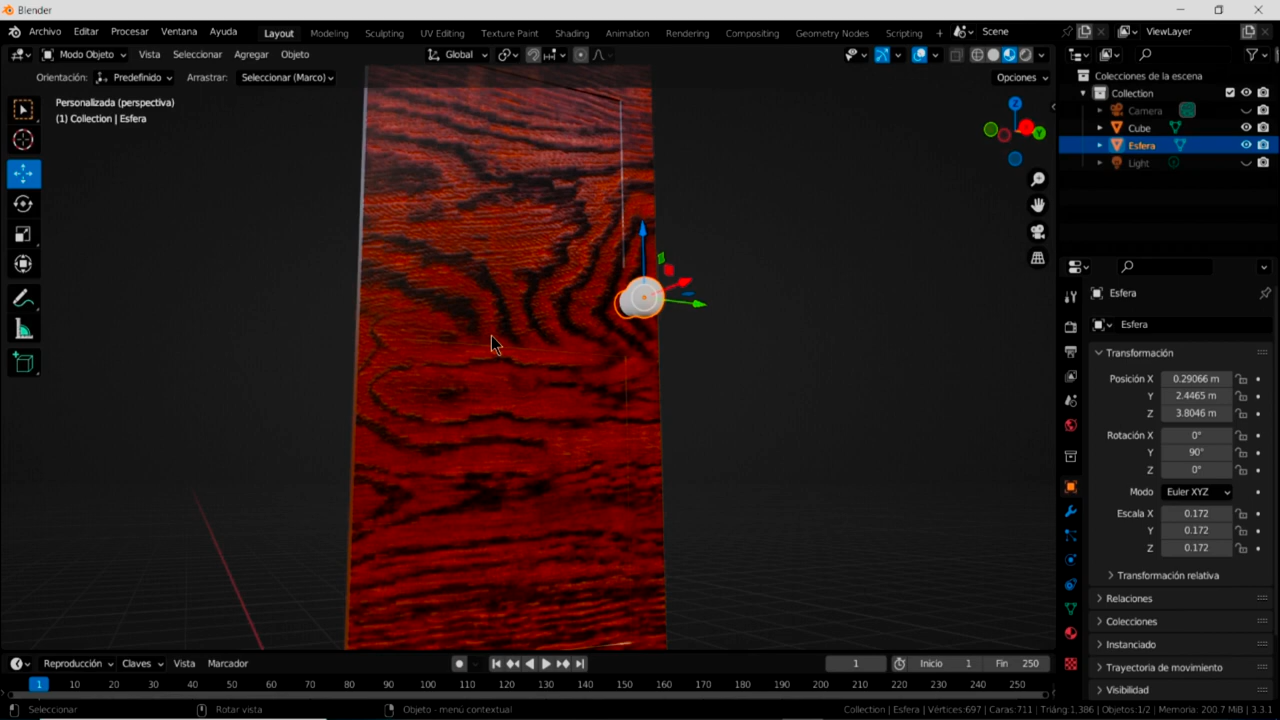 Blender
Archivo Editar Procesar Ventana Ayuda Layout Modeling Sculpting UV Editing Texture Paint Shading Animation Rendering Compositing Geometry Nodes Scripting + Scene ViewLayer
Modo Objeto Vista Seleccionar Agregar Objeto Global
Orientación: Predefinido Arrastrar: Seleccionar (Marco) Opciones
Personalizada (perspectiva)
(1) Collection | Esfera
Z
Y
Colecciones de la escena
Collection
Camera
Cube
Esfera
Light
Esfera
Esfera
Transformación
Posición X 0.29066 m
Y 2.4465 m
Z 3.8046 m
Rotación X 0°
Y 90°
Z 0°
Modo Euler XYZ
Escala X 0.172
Y 0.172
Z 0.172
Transformación relativa
Relaciones
Colecciones
Instanciado
Trayectoria de movimiento
Visibilidad
Reproducción Claves Vista Marcador 1 Inicio 1 Fin 250
1 10 20 30 40 50 60 70 80 90 100 110 120 130 140 150 160 170 180 190 200 210 220 230 240 250
Seleccionar Rotar vista Objeto - menú contextual Collection | Esfera | Vértices:697 | Caras:711 | Triáng:1,386 | Objetos:1/2 | Memoria: 200.7 MiB | 3.3.1